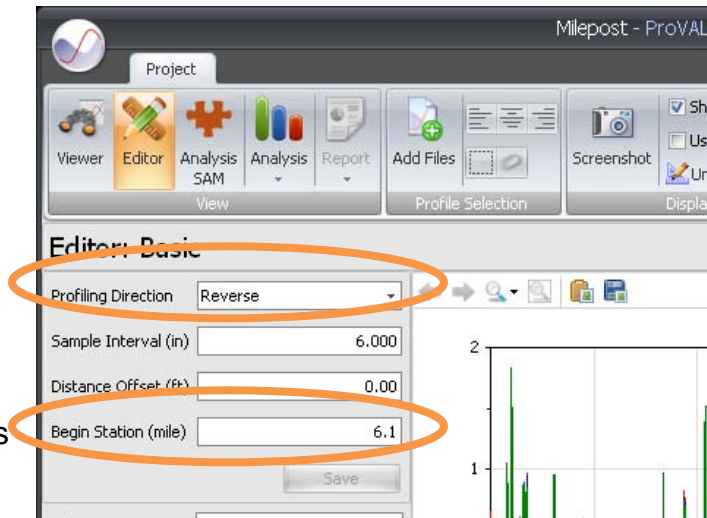 Milepost - ProVAL
Project
Viewer Editor Analysis SAM Analysis Report Add Files Screenshot
View Profile Selection
Editor: Basic
Profiling Direction Reverse
Sample Interval (in) 6.000
Distance Offset (ft) 0.00
Begin Station (mile) 6.1
Save
2
1